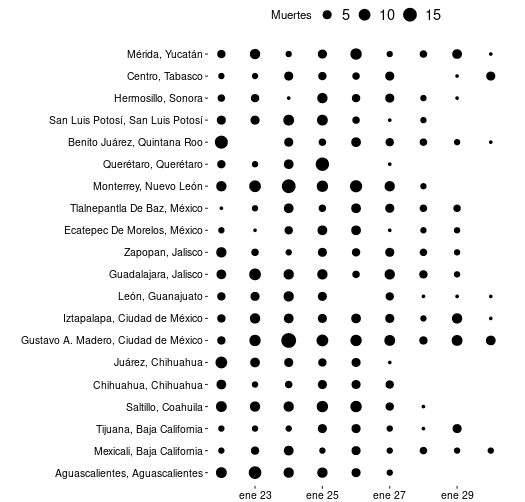 Muertes 5 10 15
Mérida, Yucatán
Centro, Tabasco
Hermosillo, Sonora
San Luis Potosí, San Luis Potosí
Benito Juárez, Quintana Roo
Querétaro, Querétaro
Monterrey, Nuevo León
Tlalnepantla De Baz, México
Ecatepec De Morelos, México
Zapopan, Jalisco
Guadalajara, Jalisco
León, Guanajuato
Iztapalapa, Ciudad de México
Gustavo A. Madero, Ciudad de México
Juárez, Chihuahua
Chihuahua, Chihuahua
Saltillo, Coahuila
Tijuana, Baja California
Mexicali, Baja California
Aguascalientes, Aguascalientes
ene 23 ene 25 ene 27 ene 29